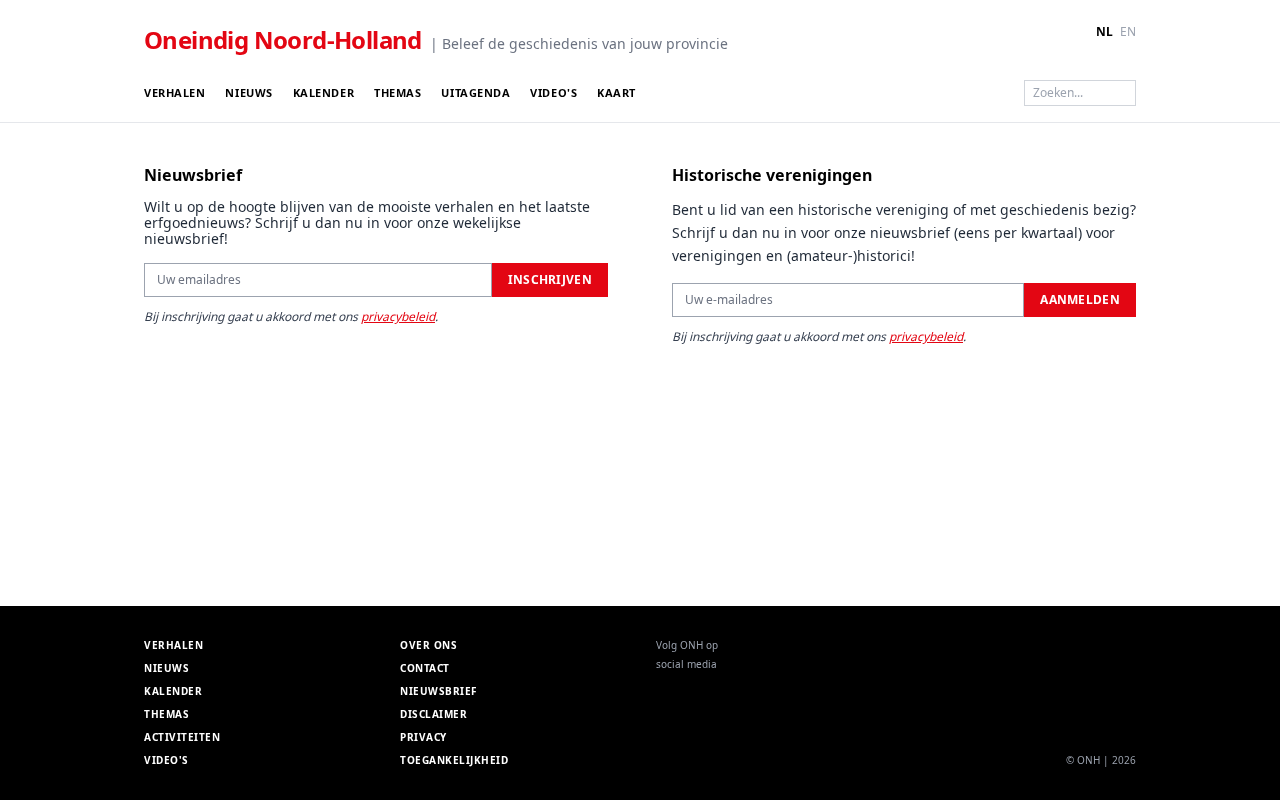 Oneindig Noord-Holland | Beleef de geschiedenis van jouw provincie
NL EN
VERHALEN NIEUWS KALENDER THEMAS UITAGENDA VIDEO'S KAART
Zoeken...
Nieuwsbrief
Wilt u op de hoogte blijven van de mooiste verhalen en het laatste
erfgoednieuws? Schrijf u dan nu in voor onze wekelijkse
nieuwsbrief!
Uw emailadres
INSCHRIJVEN
Bij inschrijving gaat u akkoord met ons privacybeleid.
Historische verenigingen
Bent u lid van een historische vereniging of met geschiedenis bezig?
Schrijf u dan nu in voor onze nieuwsbrief (eens per kwartaal) voor
verenigingen en (amateur-)historici!
Uw e-mailadres
AANMELDEN
Bij inschrijving gaat u akkoord met ons privacybeleid.
VERHALEN
NIEUWS
KALENDER
THEMAS
ACTIVITEITEN
VIDEO'S
OVER ONS
CONTACT
NIEUWSBRIEF
DISCLAIMER
PRIVACY
TOEGANKELIJKHEID
Volg ONH op
social media
© ONH | 2026